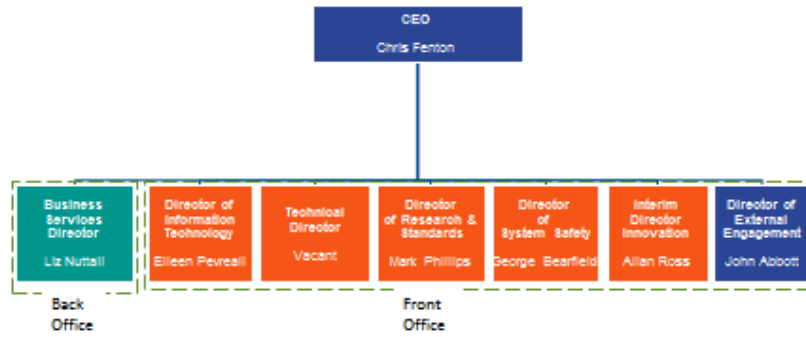 CEO
Chris Fenton
Business
Services
Director
Liz Nuttall
Director of
Information
Technology
Eileen Pevreall
Technical
Director
Vacant
Director
of Research &
Standards
Mark Phillips
Director
of
System Safety
George Bearfield
Interim
Director
Innovation
Allan Ross
Director of
External
Engagement
John Abbott
Back
Office
Front
Office